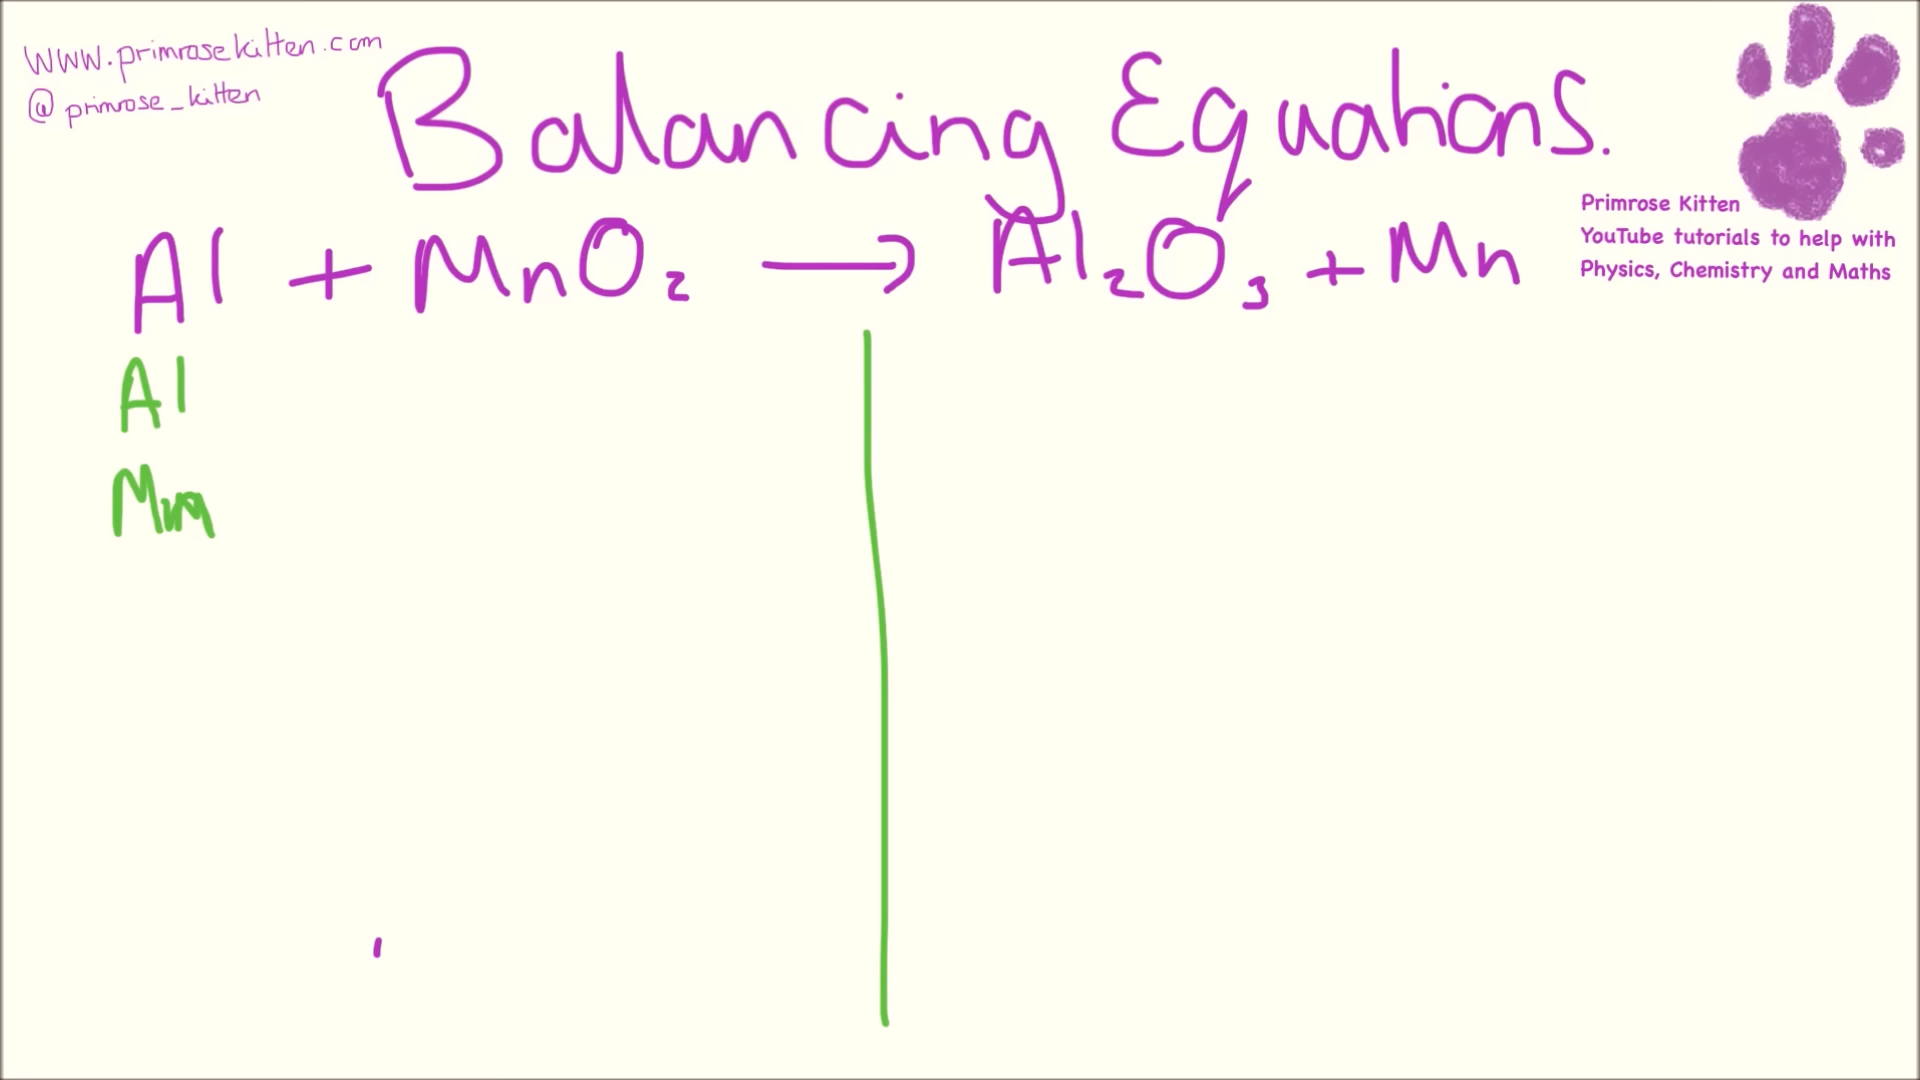 www.primrosekitten.com
@primrose_kitten
Balancing Equations.
Primrose Kitten
YouTube tutorials to help with
Physics, Chemistry and Maths
Al + MnO₂ → Al₂O₃ + Mn
Al
Mn